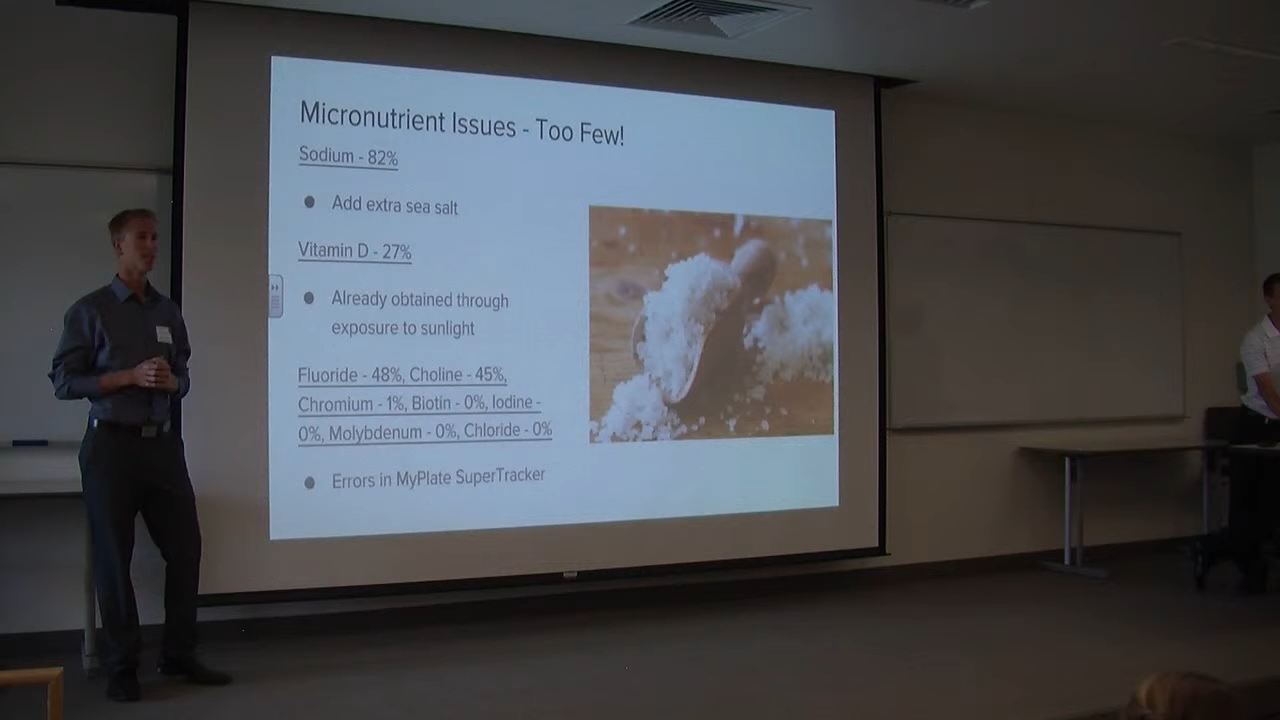 Micronutrient Issues - Too Few!
Sodium - 82%
● Add extra sea salt
Vitamin D - 27%
● Already obtained through
exposure to sunlight
Fluoride - 48%, Choline - 45%,
Chromium - 1%, Biotin - 0%, Iodine -
0%, Molybdenum - 0%, Chloride - 0%
● Errors in MyPlate SuperTracker